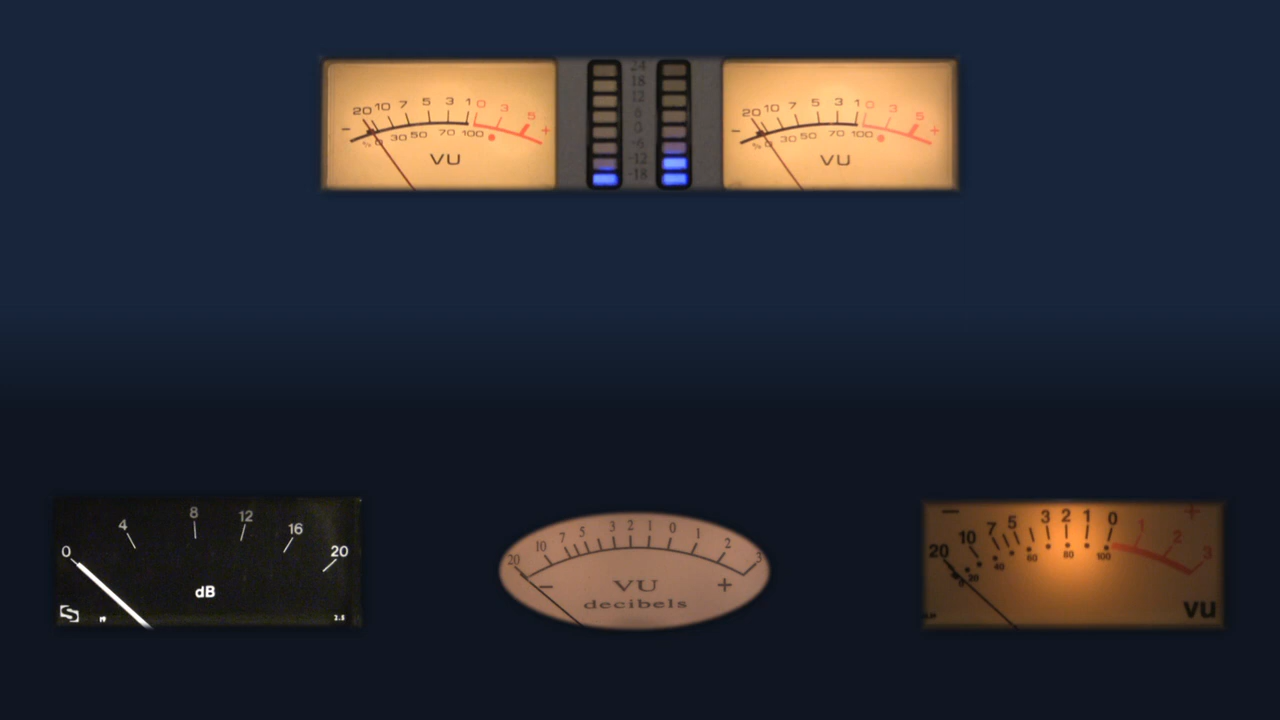 20 10 7 5 3 1 0 3 5
- +
% 0 30 50 70 100
VU
24
18
12
6
0
-6
-12
-18
20 10 7 5 3 1 0 3 5
- +
% 0 30 50 70 100
VU
0 4 8 12 16 20
dB
2.5
20 10 7 5 3 2 1 0 1 2 3
- VU +
decibels
- +
20 10 7 5 3 2 1 0 1 2 3
0 20 40 60 80 100
VU